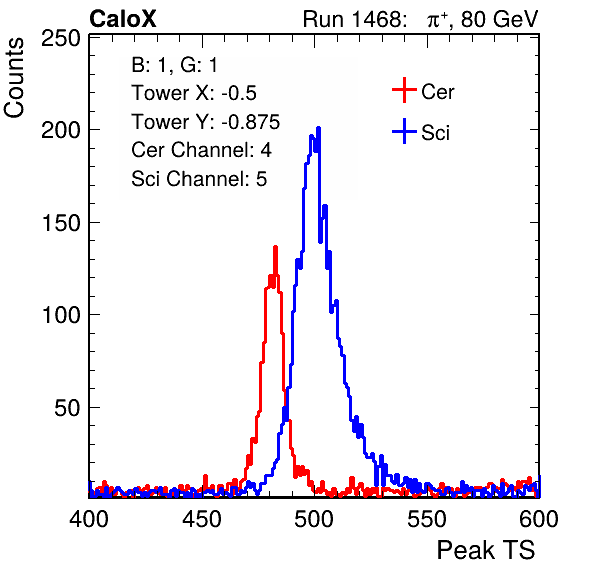 CaloX Run 1468: π⁺, 80 GeV
Counts
250
200
150
100
50
B: 1, G: 1
Tower X: -0.5
Tower Y: -0.875
Cer Channel: 4
Sci Channel: 5
Cer
Sci
400 450 500 550 600
Peak TS